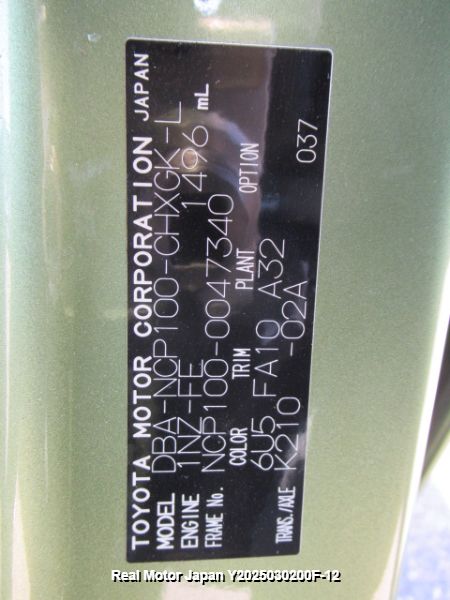 TOYOTA MOTOR CORPORATION JAPAN
MODEL DBA-NCP100-CHXGK-L
ENGINE 1NZ-FE 1496 mL
FRAME No. NCP100-0047340
COLOR TRIM PLANT OPTION
6U5 FA10 A32
TRANS./AXLE K210 -02A 037
Real Motor Japan Y2025030200F-12